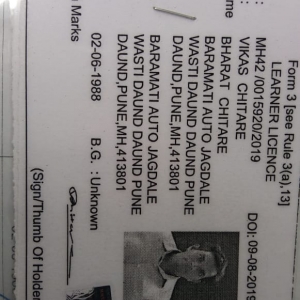 Form 3 [see Rule 3(a),13]
LEARNER LICENCE
: MH42 /0015920/2019 DOI: 09-08-2019
me : VIKAS CHITARE
BHARAT CHITARE
BARAMATI AUTO JAGDALE
WASTI DAUND DAUND PUNE
DAUND,PUNE,MH,413801
BARAMATI AUTO JAGDALE
WASTI DAUND DAUND PUNE
DAUND,PUNE,MH,413801
02-06-1988 B.G. : Unknown
n Marks
(Sign/Thumb Of Holder